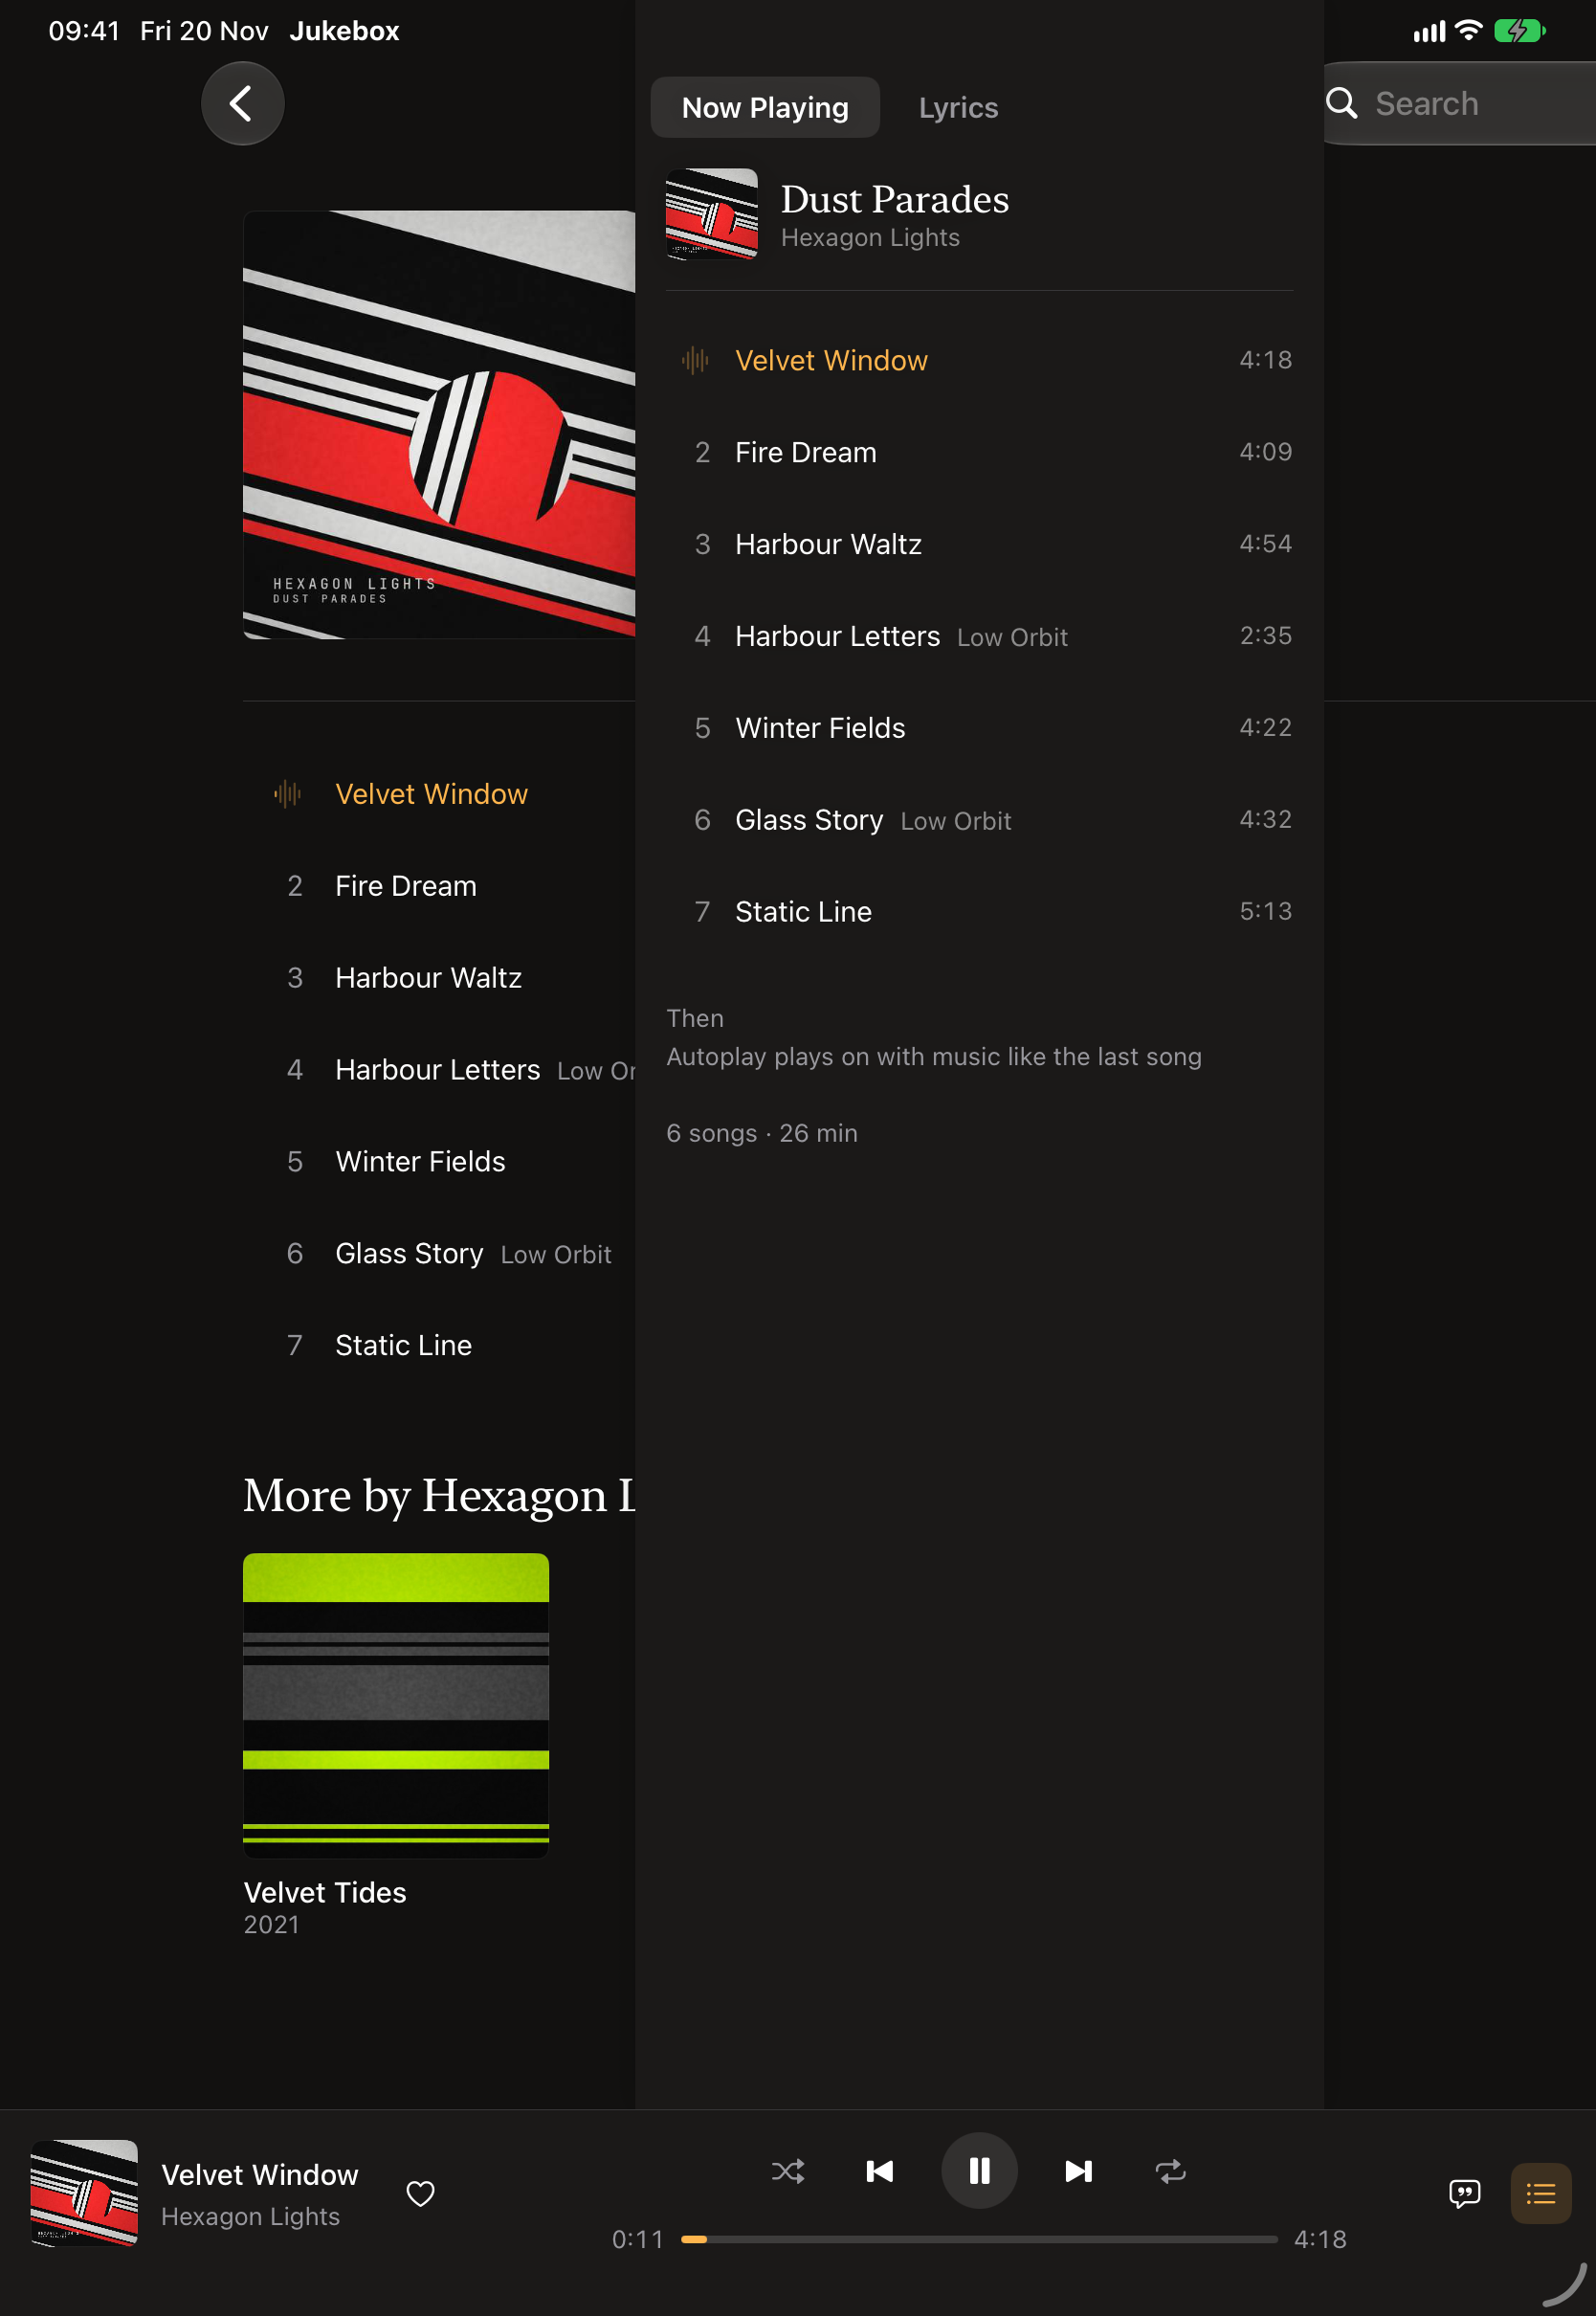 09:41 Fri 20 Nov Jukebox
Search
Now Playing Lyrics
Dust Parades
Hexagon Lights
Velvet Window 4:18
2 Fire Dream 4:09
3 Harbour Waltz 4:54
4 Harbour Letters Low Orbit 2:35
5 Winter Fields 4:22
6 Glass Story Low Orbit 4:32
7 Static Line 5:13
Then
Autoplay plays on with music like the last song
6 songs · 26 min
HEXAGON LIGHTS
DUST PARADES
Velvet Window
2 Fire Dream
3 Harbour Waltz
4 Harbour Letters Low Or
5 Winter Fields
6 Glass Story Low Orbit
7 Static Line
More by Hexagon L
Velvet Tides
2021
Velvet Window
Hexagon Lights
0:11 4:18